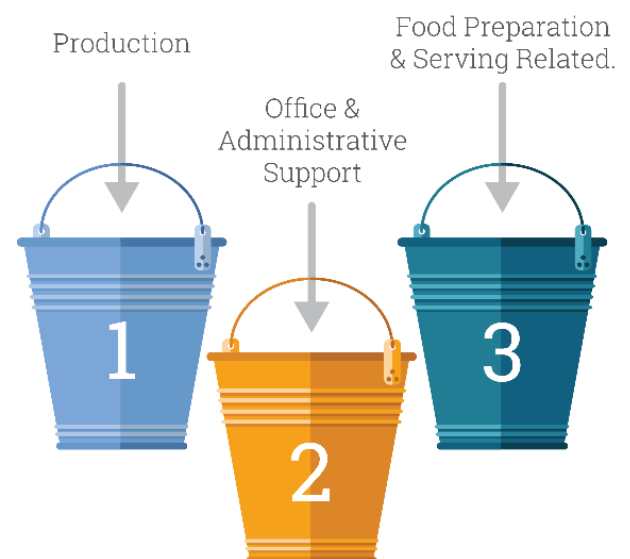 Production
Food Preparation
& Serving Related.
Office &
Administrative
Support
1
2
3